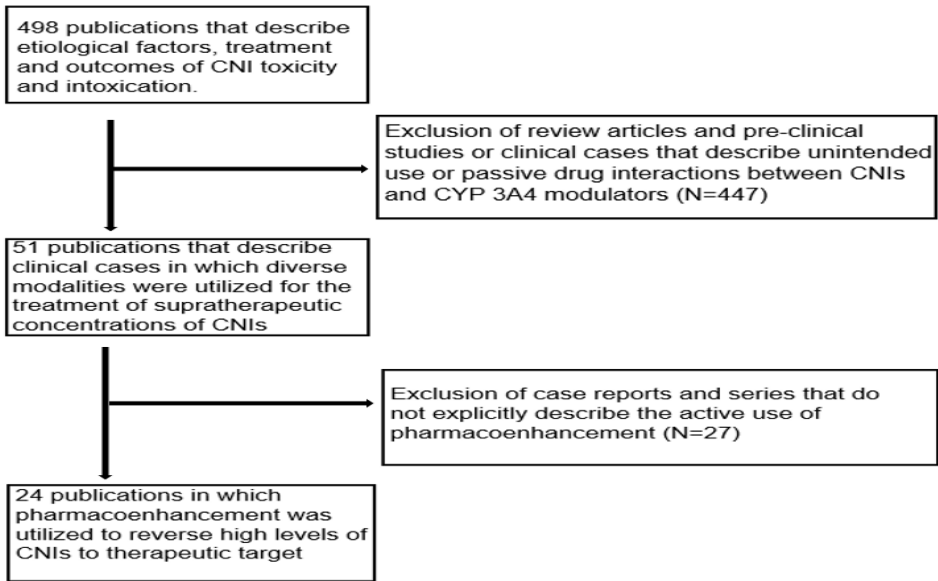 498 publications that describe
etiological factors, treatment
and outcomes of CNI toxicity
and intoxication.
Exclusion of review articles and pre-clinical
studies or clinical cases that describe unintended
use or passive drug interactions between CNIs
and CYP 3A4 modulators (N=447)
51 publications that describe
clinical cases in which diverse
modalities were utilized for the
treatment of supratherapeutic
concentrations of CNIs
Exclusion of case reports and series that do
not explicitly describe the active use of
pharmacoenhancement (N=27)
24 publications in which
pharmacoenhancement was
utilized to reverse high levels of
CNIs to therapeutic target